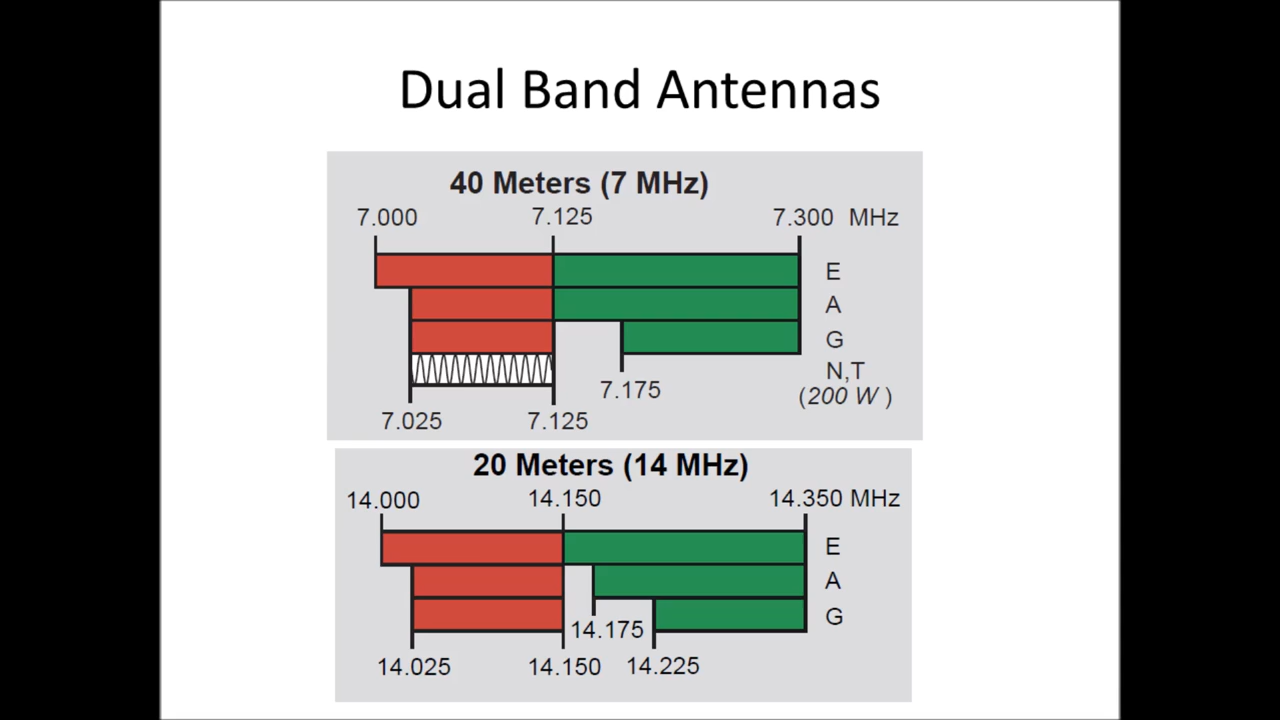 Dual Band Antennas
40 Meters (7 MHz)
7.000 7.125 7.300 MHz
E
A
G
N,T
7.175 (200 W )
7.025 7.125
20 Meters (14 MHz)
14.000 14.150 14.350 MHz
E
A
G
14.175
14.025 14.150 14.225